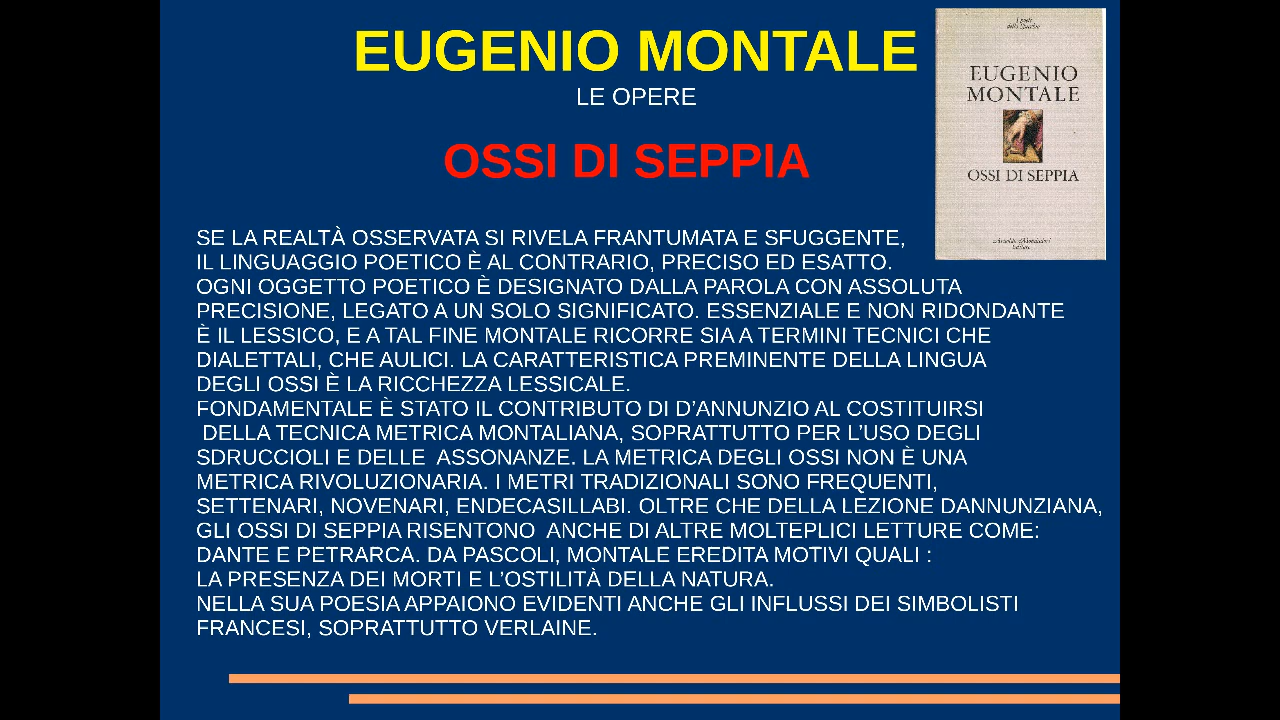 EUGENIO MONTALE
LE OPERE
OSSI DI SEPPIA
I poeti
dello Specchio
EUGENIO
MONTALE
OSSI DI SEPPIA
Arnoldo Mondadori
Editore
SE LA REALTÀ OSSERVATA SI RIVELA FRANTUMATA E SFUGGENTE,
IL LINGUAGGIO POETICO È AL CONTRARIO, PRECISO ED ESATTO.
OGNI OGGETTO POETICO È DESIGNATO DALLA PAROLA CON ASSOLUTA
PRECISIONE, LEGATO A UN SOLO SIGNIFICATO. ESSENZIALE E NON RIDONDANTE
È IL LESSICO, E A TAL FINE MONTALE RICORRE SIA A TERMINI TECNICI CHE
DIALETTALI, CHE AULICI. LA CARATTERISTICA PREMINENTE DELLA LINGUA
DEGLI OSSI È LA RICCHEZZA LESSICALE.
FONDAMENTALE È STATO IL CONTRIBUTO DI D’ANNUNZIO AL COSTITUIRSI
DELLA TECNICA METRICA MONTALIANA, SOPRATTUTTO PER L’USO DEGLI
SDRUCCIOLI E DELLE  ASSONANZE. LA METRICA DEGLI OSSI NON È UNA
METRICA RIVOLUZIONARIA. I METRI TRADIZIONALI SONO FREQUENTI,
SETTENARI, NOVENARI, ENDECASILLABI. OLTRE CHE DELLA LEZIONE DANNUNZIANA,
GLI OSSI DI SEPPIA RISENTONO  ANCHE DI ALTRE MOLTEPLICI LETTURE COME:
DANTE E PETRARCA. DA PASCOLI, MONTALE EREDITA MOTIVI QUALI :
LA PRESENZA DEI MORTI E L’OSTILITÀ DELLA NATURA.
NELLA SUA POESIA APPAIONO EVIDENTI ANCHE GLI INFLUSSI DEI SIMBOLISTI
FRANCESI, SOPRATTUTTO VERLAINE.